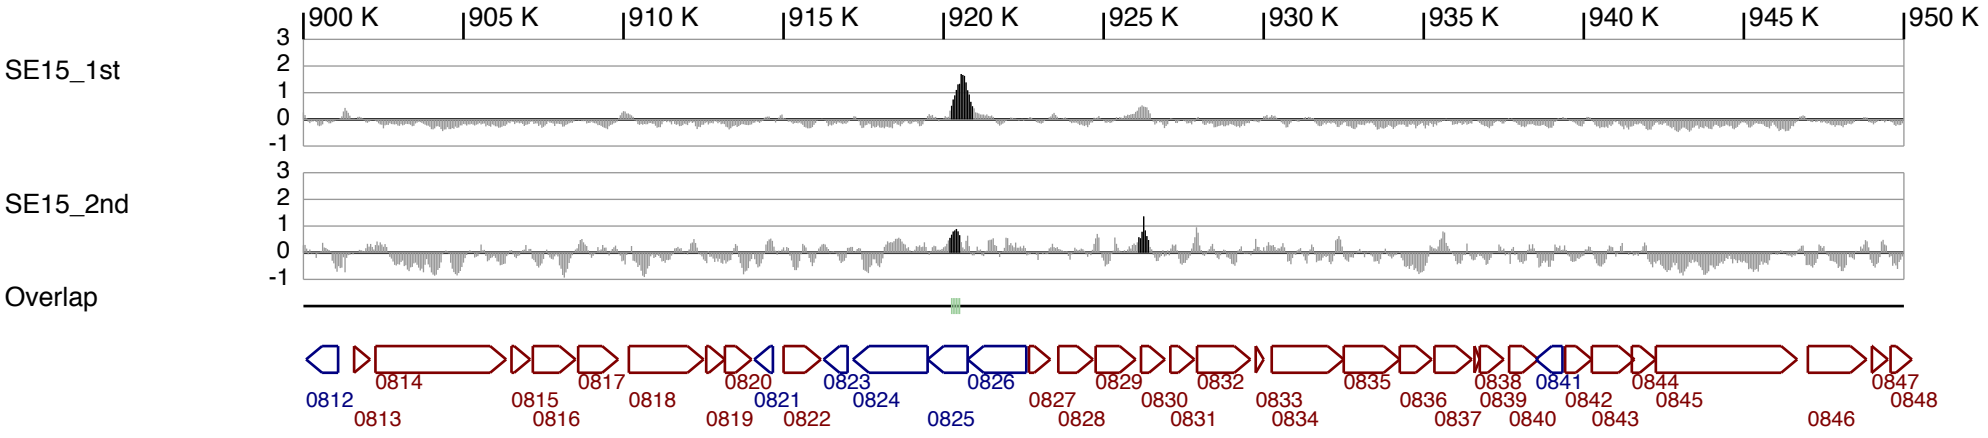 900 K 905 K 910 K 915 K 920 K 925 K 930 K 935 K 940 K 945 K 950 K
3
SE15_1st 2
1
0
-1
3
SE15_2nd 2
1
0
-1
Overlap
0814 0817 0820 0823 0826 0829 0832 0835 0838 0841 0844 0847
0812 0815 0818 0821 0824 0827 0830 0833 0836 0839 0842 0845 0848
0813 0816 0819 0822 0825 0828 0831 0834 0837 0840 0843 0846